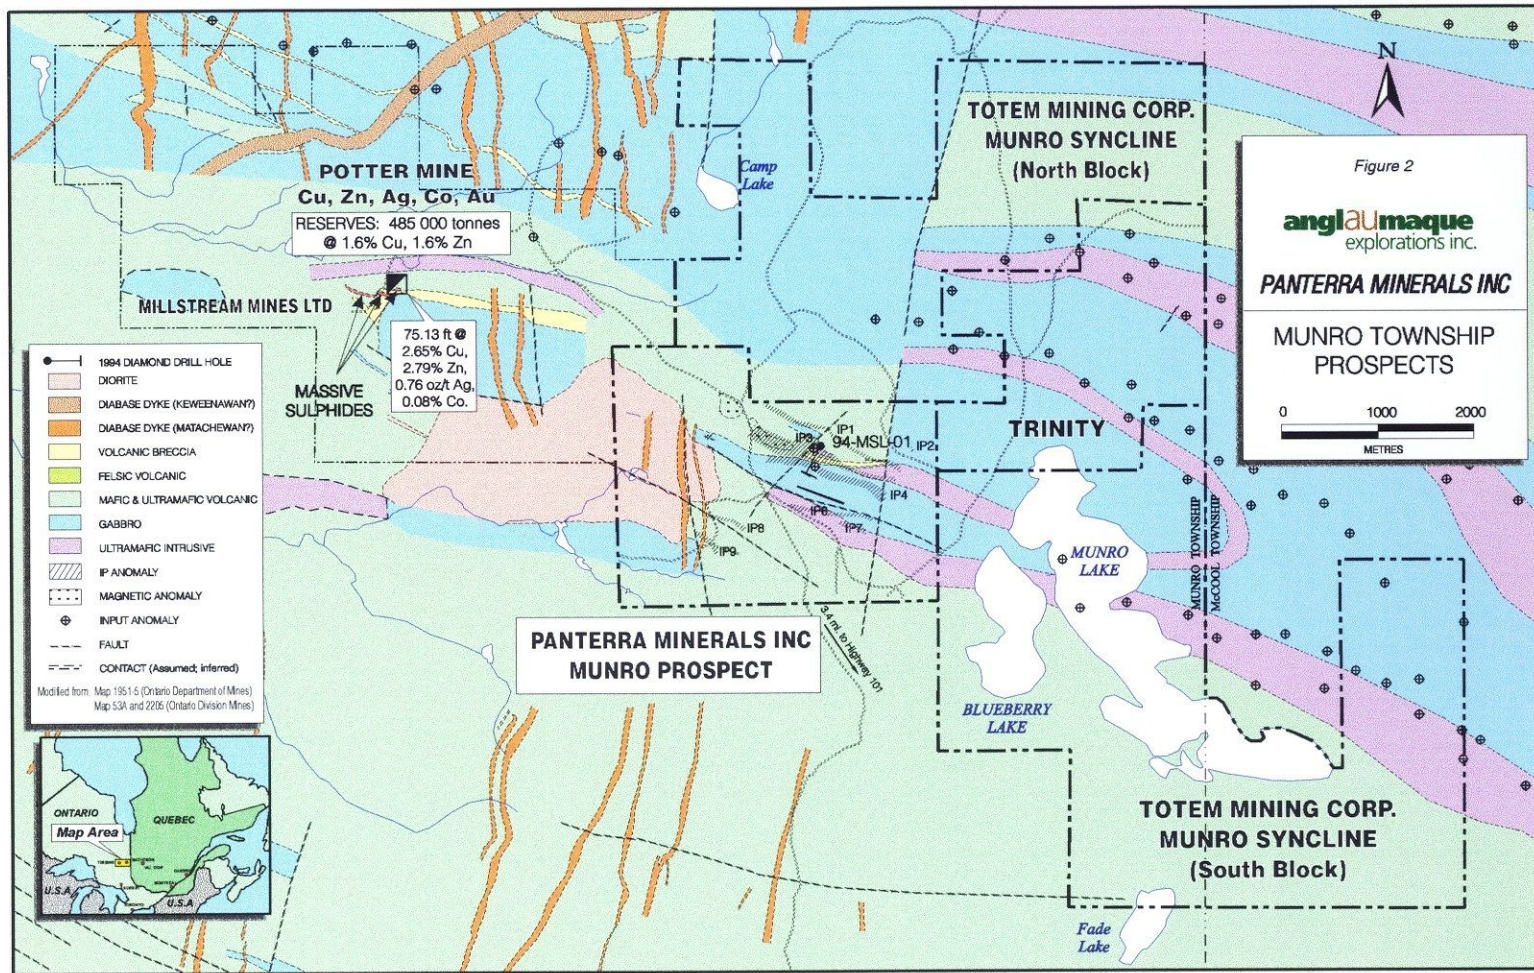 TOTEM MINING CORP.
MUNRO SYNCLINE
(North Block)
N
Figure 2
anglaumaque
explorations inc.
PANTERRA MINERALS INC
MUNRO TOWNSHIP
PROSPECTS
0 1000 2000
METRES
Camp
Lake
POTTER MINE
Cu, Zn, Ag, Co, Au
RESERVES: 485 000 tonnes
@ 1.6% Cu, 1.6% Zn
MILLSTREAM MINES LTD
75.13 ft @
2.65% Cu,
2.79% Zn,
0.76 oz/t Ag,
0.08% Co.
MASSIVE
SULPHIDES
1994 DIAMOND DRILL HOLE
DIORITE
DIABASE DYKE (KEWEENAWAN?)
DIABASE DYKE (MATACHEWAN?)
VOLCANIC BRECCIA
FELSIC VOLCANIC
MAFIC & ULTRAMAFIC VOLCANIC
GABBRO
ULTRAMAFIC INTRUSIVE
IP ANOMALY
MAGNETIC ANOMALY
INPUT ANOMALY
FAULT
CONTACT (Assumed; inferred)
Modified from: Map 1951-5 (Ontario Department of Mines)
Map 53A and 2205 (Ontario Division Mines)
IP1
IP3
94-MSU-01
IP2
IP4
IP6
IP7
IP8
IP9
TRINITY
MUNRO
LAKE
MUNRO TOWNSHIP
McCOOL TOWNSHIP
3.4 mi. to Highway 101
PANTERRA MINERALS INC
MUNRO PROSPECT
BLUEBERRY
LAKE
TOTEM MINING CORP.
MUNRO SYNCLINE
(South Block)
Fade
Lake
ONTARIO
QUEBEC
Map Area
U.S.A
U.S.A